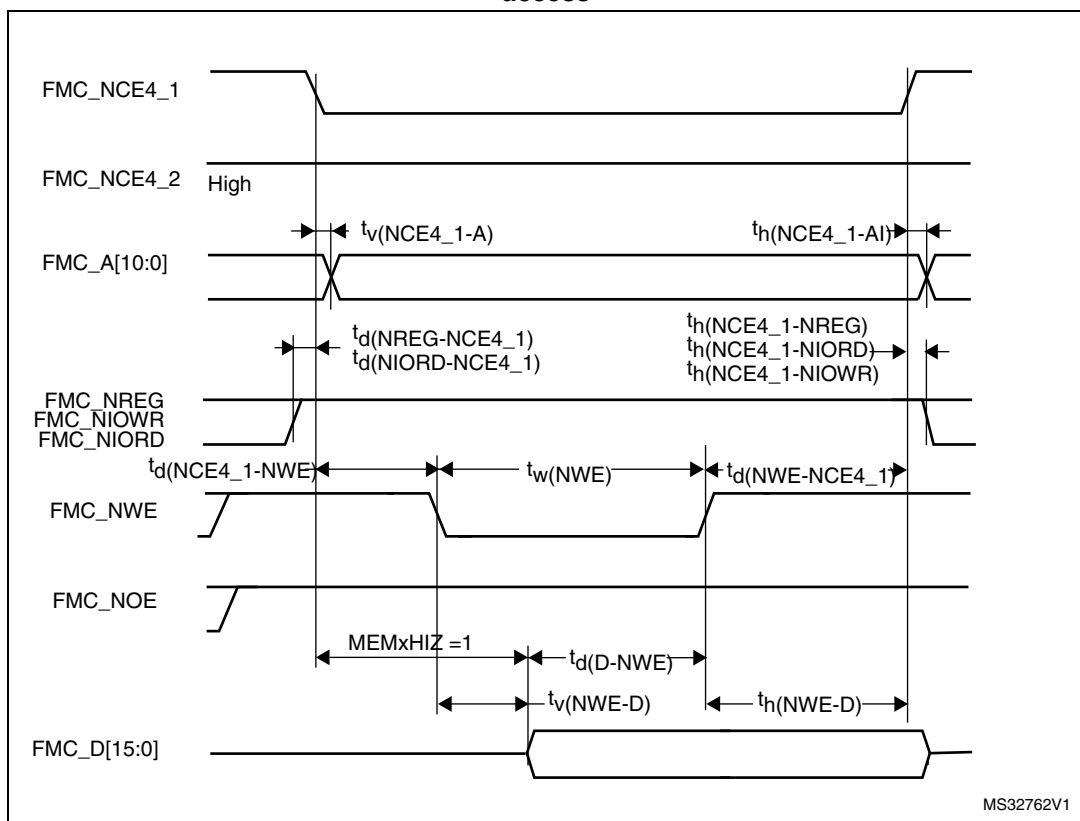 FMC_NCE4_1
FMC_NCE4_2 High
tv(NCE4_1-A) th(NCE4_1-AI)
FMC_A[10:0]
td(NREG-NCE4_1) th(NCE4_1-NREG)
td(NIORD-NCE4_1) th(NCE4_1-NIORD)
th(NCE4_1-NIOWR)
FMC_NREG
FMC_NIOWR
FMC_NIORD
td(NCE4_1-NWE) tw(NWE) td(NWE-NCE4_1)
FMC_NWE
FMC_NOE
MEMxHIZ =1 td(D-NWE)
tv(NWE-D) th(NWE-D)
FMC_D[15:0]
MS32762V1